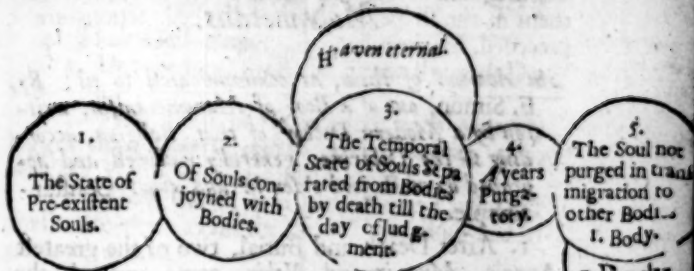 Heaven eternal.
1.
The State of
Pre-existent
Souls.
2.
Of Souls con-
joyned with
Bodies.
3.
The Temporal
State of Souls Sepa
rared from Bodies
by death till the
day of Judg-
ment.
4.
A years
Purga-
tory.
5.
The Soul not
purged in tran
migration to
other Bodi
1. Body.